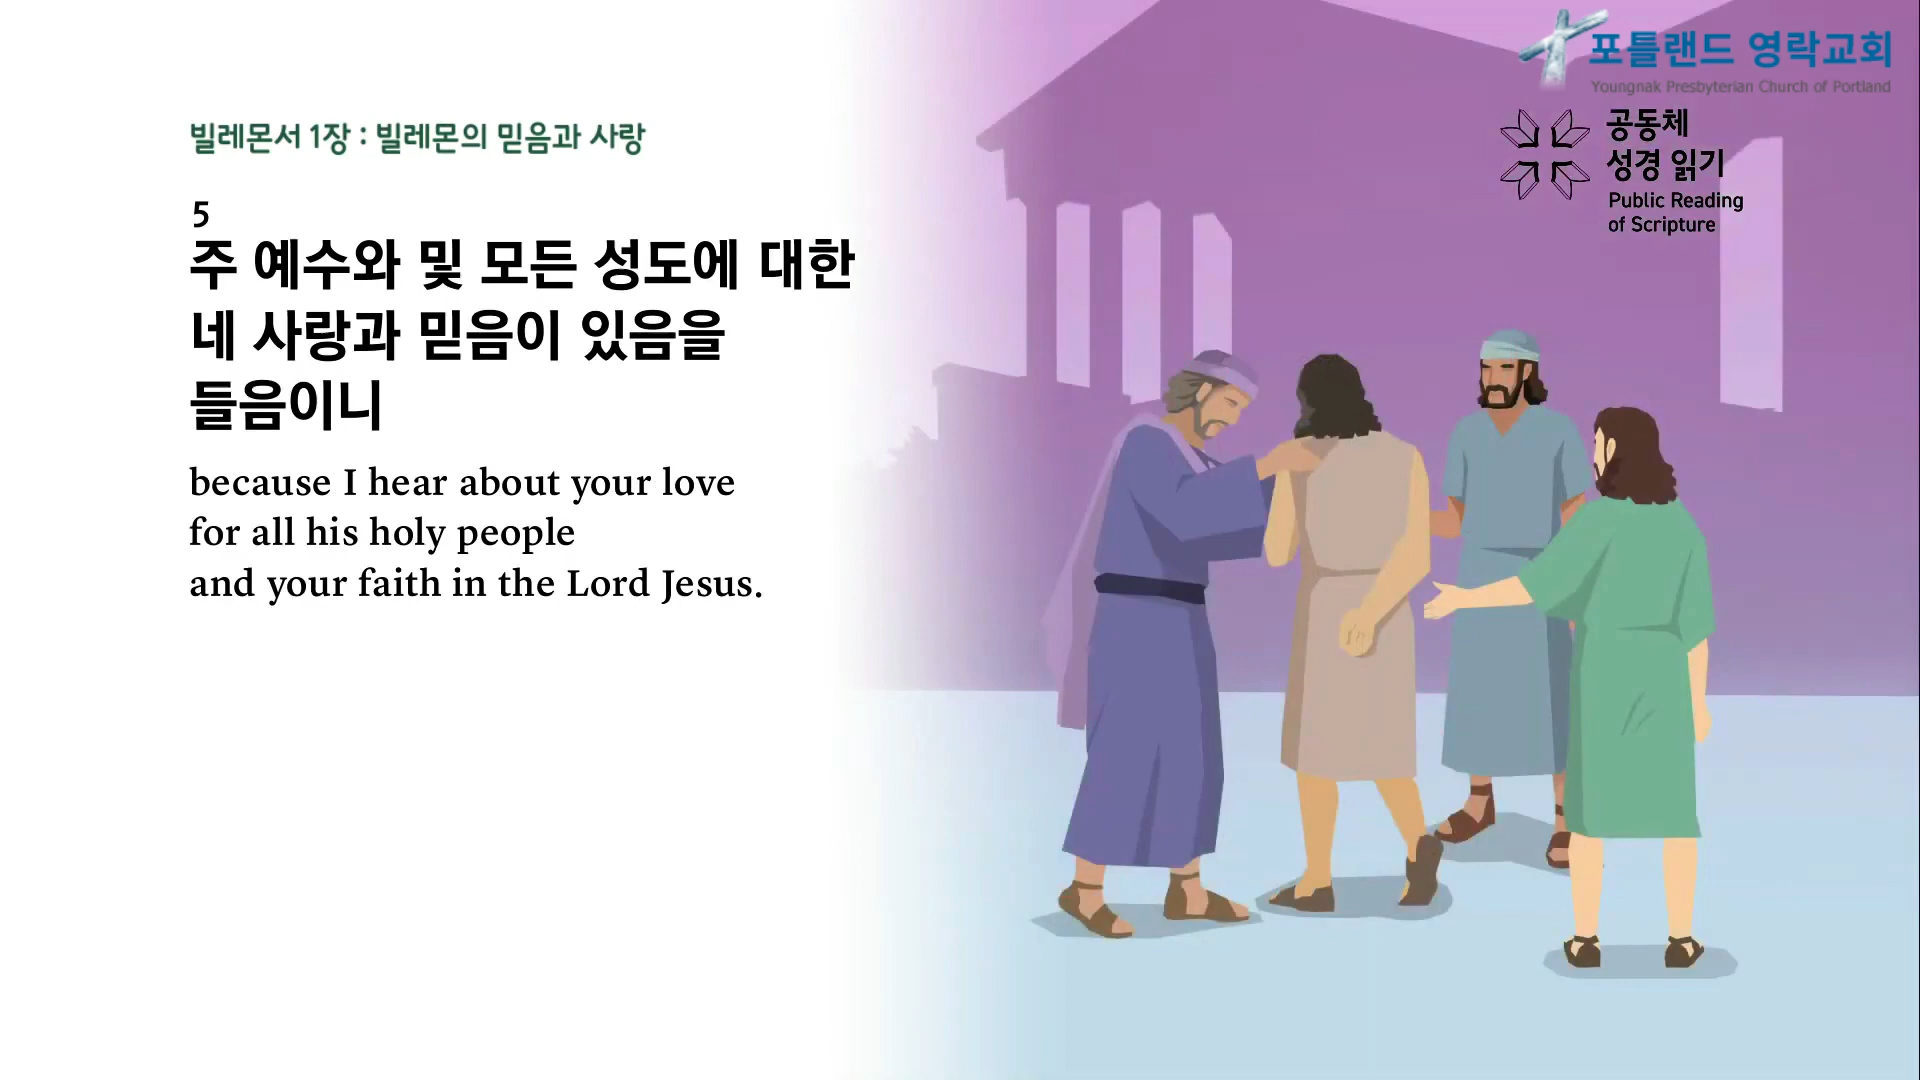 포틀랜드 영락교회
Youngnak Presbyterian Church of Portland
공동체
성경 읽기
Public Reading
of Scripture
빌레몬서 1장 : 빌레몬의 믿음과 사랑
5
주 예수와 및 모든 성도에 대한
네 사랑과 믿음이 있음을
들음이니
because I hear about your love
for all his holy people
and your faith in the Lord Jesus.